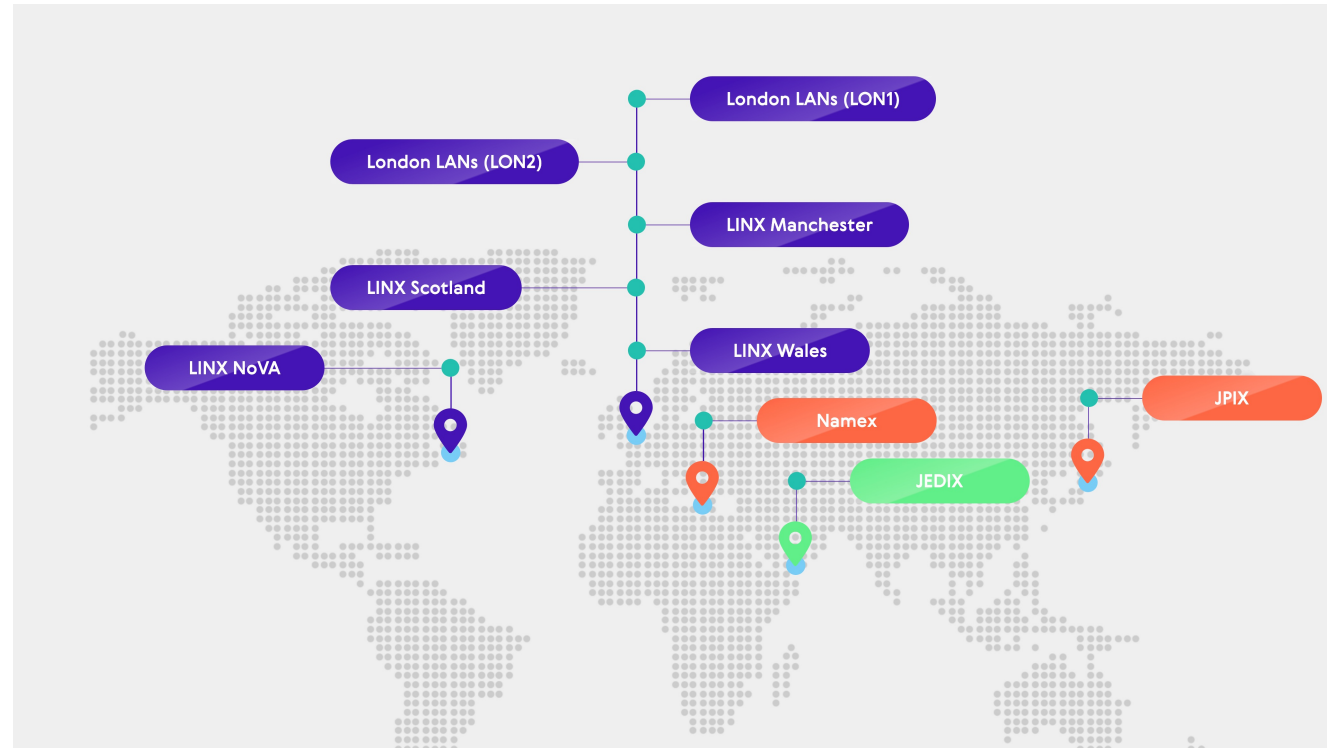 London LANs (LON1)
London LANs (LON2)
LINX Manchester
LINX Scotland
LINX Wales
LINX NoVA
JPIX
Namex
JEDIX